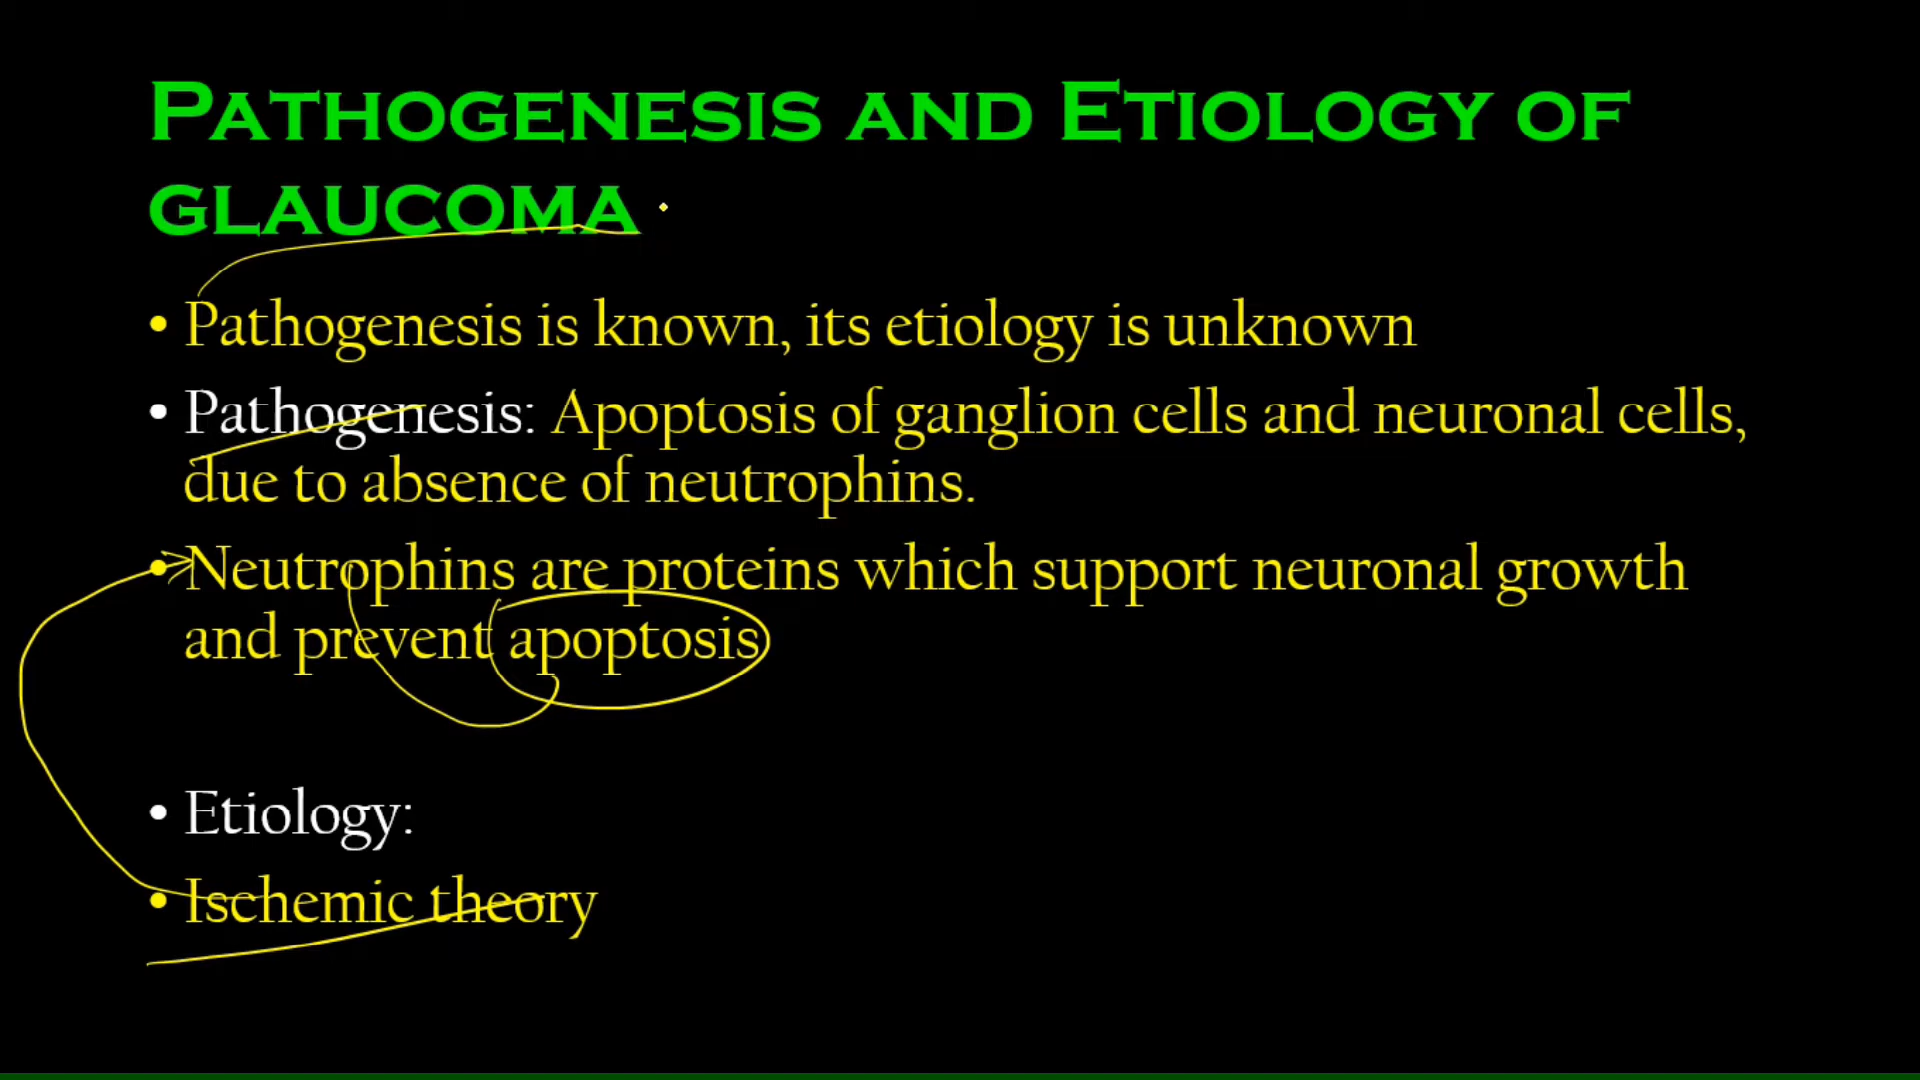 PATHOGENESIS AND ETIOLOGY OF
GLAUCOMA
• Pathogenesis is known, its etiology is unknown
• Pathogenesis: Apoptosis of ganglion cells and neuronal cells,
due to absence of neutrophins.
• Neutrophins are proteins which support neuronal growth
and prevent apoptosis
• Etiology:
• Ischemic theory